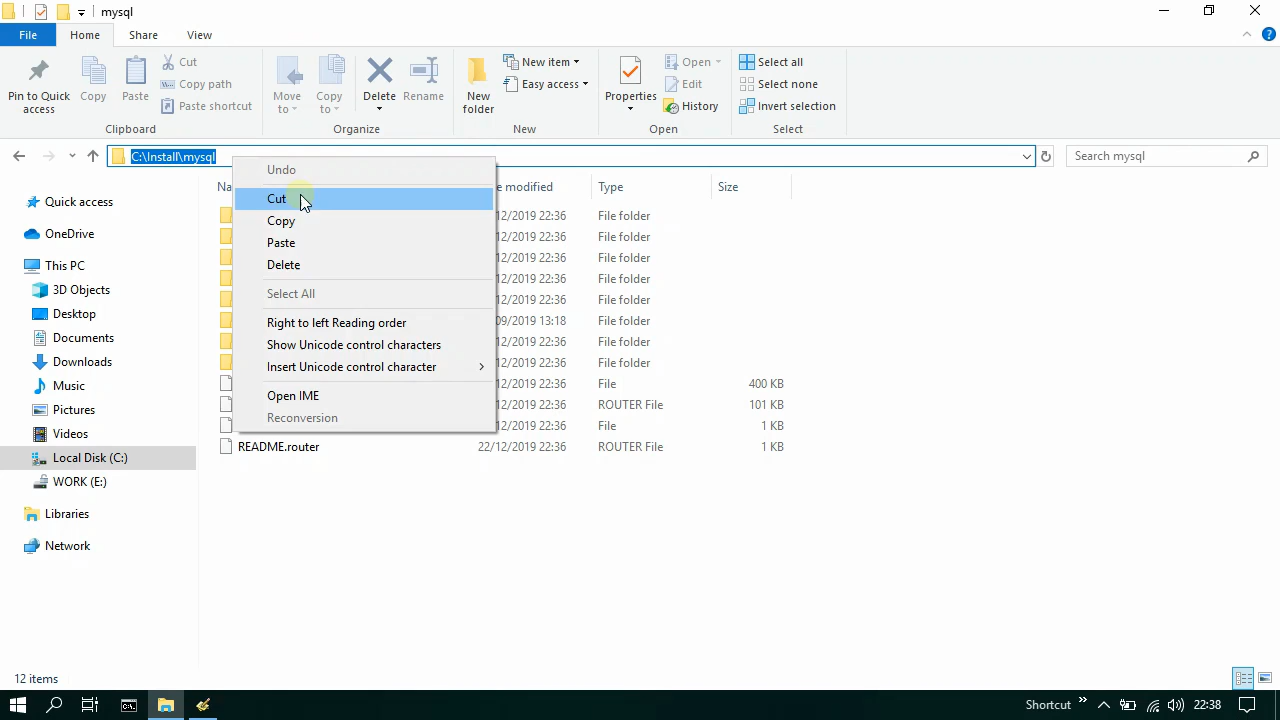 mysql
File
Home
Share
View
Pin to Quick access
Copy
Paste
Cut
Copy path
Paste shortcut
Clipboard
Move to
Copy to
Delete
Rename
Organize
New folder
New item
Easy access
New
Properties
Open
Edit
History
Open
Select all
Select none
Invert selection
Select
C:\Install\mysql
Search mysql
Quick access
OneDrive
This PC
3D Objects
Desktop
Documents
Downloads
Music
Pictures
Videos
Local Disk (C:)
WORK (E:)
Libraries
Network
Na
e modified
Type
Size
/12/2019 22:36 File folder
/12/2019 22:36 File folder
/12/2019 22:36 File folder
/12/2019 22:36 File folder
/12/2019 22:36 File folder
/09/2019 13:18 File folder
/12/2019 22:36 File folder
/12/2019 22:36 File folder
/12/2019 22:36 File 400 KB
/12/2019 22:36 ROUTER File 101 KB
/12/2019 22:36 File 1 KB
README.router 22/12/2019 22:36 ROUTER File 1 KB
Undo
Cut
Copy
Paste
Delete
Select All
Right to left Reading order
Show Unicode control characters
Insert Unicode control character
Open IME
Reconversion
12 items
Shortcut
22:38